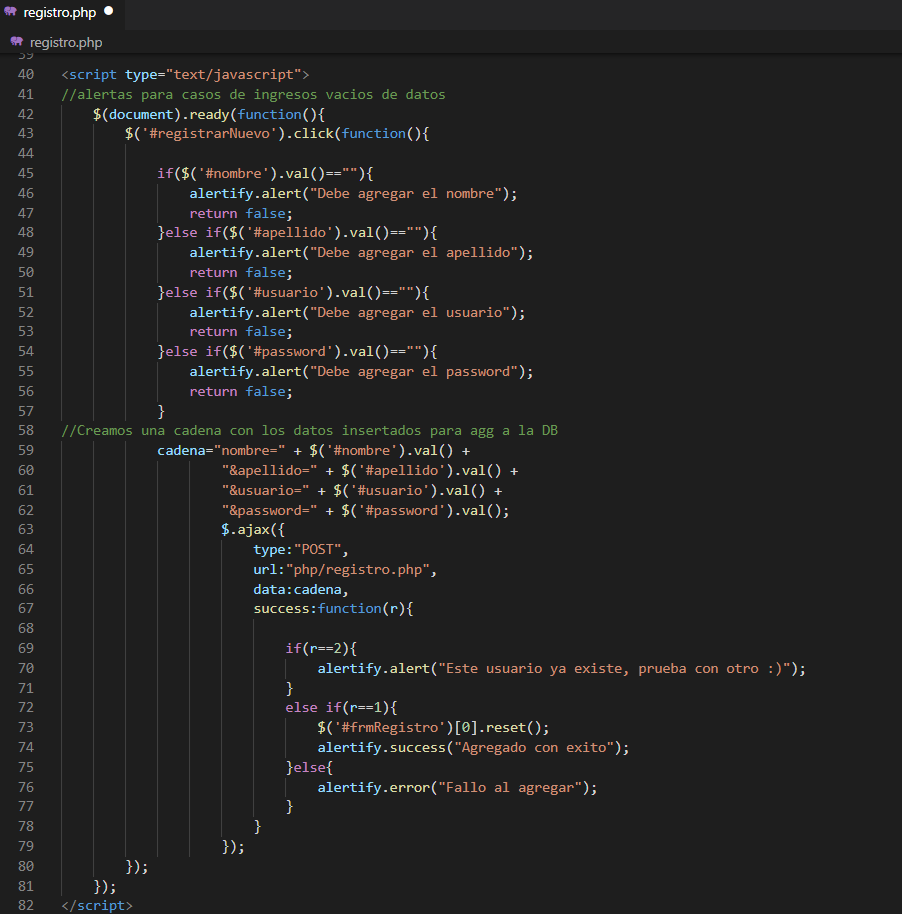 registro.php
registro.php
39
40 <script type="text/javascript">
41 //alertas para casos de ingresos vacios de datos
42 $(document).ready(function(){
43 $('#registrarNuevo').click(function(){
44
45 if($('#nombre').val()==""){
46 alertify.alert("Debe agregar el nombre");
47 return false;
48 }else if($('#apellido').val()==""){
49 alertify.alert("Debe agregar el apellido");
50 return false;
51 }else if($('#usuario').val()==""){
52 alertify.alert("Debe agregar el usuario");
53 return false;
54 }else if($('#password').val()==""){
55 alertify.alert("Debe agregar el password");
56 return false;
57 }
58 //Creamos una cadena con los datos insertados para agg a la DB
59 cadena="nombre=" + $('#nombre').val() +
60 "&apellido=" + $('#apellido').val() +
61 "&usuario=" + $('#usuario').val() +
62 "&password=" + $('#password').val();
63 $.ajax({
64 type:"POST",
65 url:"php/registro.php",
66 data:cadena,
67 success:function(r){
68
69 if(r==2){
70 alertify.alert("Este usuario ya existe, prueba con otro :)");
71 }
72 else if(r==1){
73 $('#frmRegistro')[0].reset();
74 alertify.success("Agregado con exito");
75 }else{
76 alertify.error("Fallo al agregar");
77 }
78 }
79 });
80 });
81 });
82 </script>